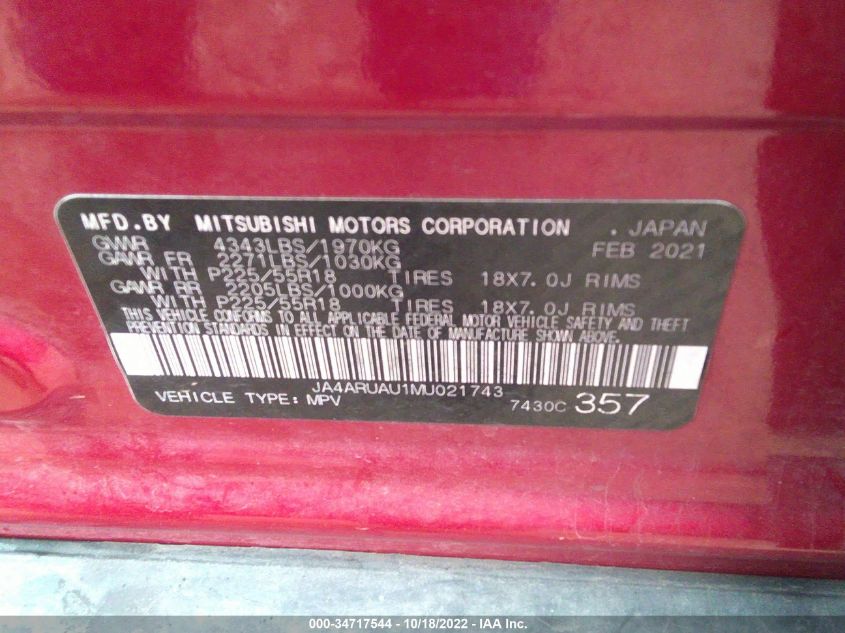 MFD.BY MITSUBISHI MOTORS CORPORATION . JAPAN
GVWR 4343LBS/1970KG FEB 2021
GAWR FR 2271LBS/1030KG
WITH P225/55R18 TIRES 18X7.0J RIMS
GAWR RR 2205LBS/1000KG
WITH P225/55R18 TIRES 18X7.0J RIMS
THIS VEHICLE CONFORMS TO ALL APPLICABLE FEDERAL MOTOR VEHICLE SAFETY AND THEFT
PREVENTION STANDARDS IN EFFECT ON THE DATE OF MANUFACTURE SHOWN ABOVE.
JA4ARUAU1MU021743
VEHICLE TYPE: MPV 7430C 357
000-34717544 - 10/18/2022 - IAA Inc.